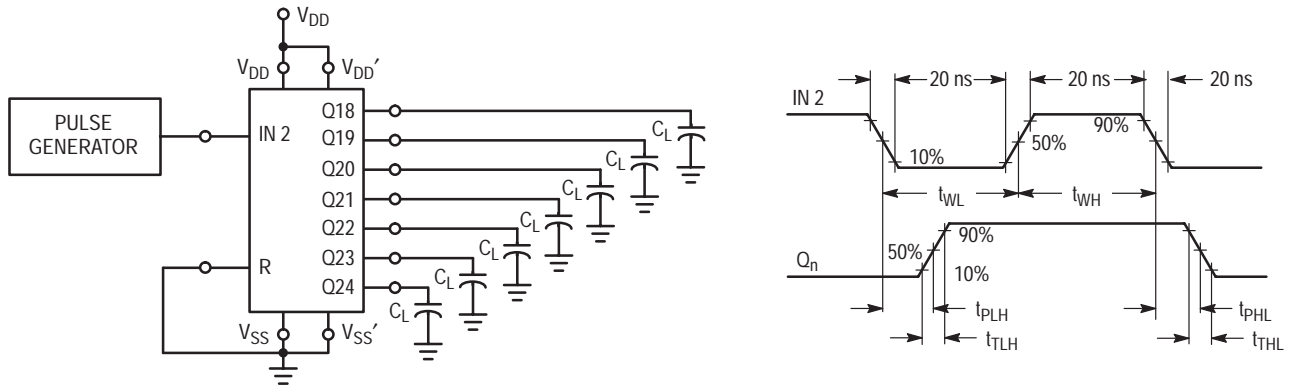 V_DD
V_DD
V_DD′
PULSE
GENERATOR
IN 2
R
Q18
Q19
Q20
Q21
Q22
Q23
Q24
C_L
C_L
C_L
C_L
C_L
C_L
C_L
V_SS
V_SS′
20 ns
20 ns
20 ns
IN 2
90%
50%
10%
t_WL
t_WH
Q_n
50%
90%
10%
t_PLH
t_PHL
t_TLH
t_THL